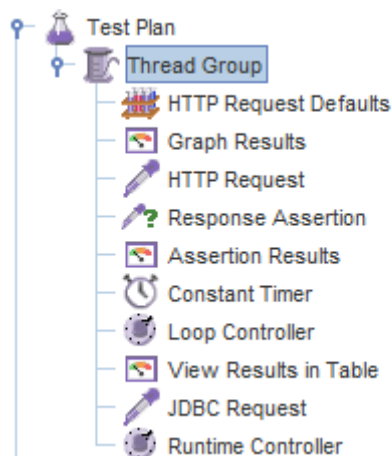 Test Plan
Thread Group
HTTP Request Defaults
Graph Results
HTTP Request
Response Assertion
Assertion Results
Constant Timer
Loop Controller
View Results in Table
JDBC Request
Runtime Controller